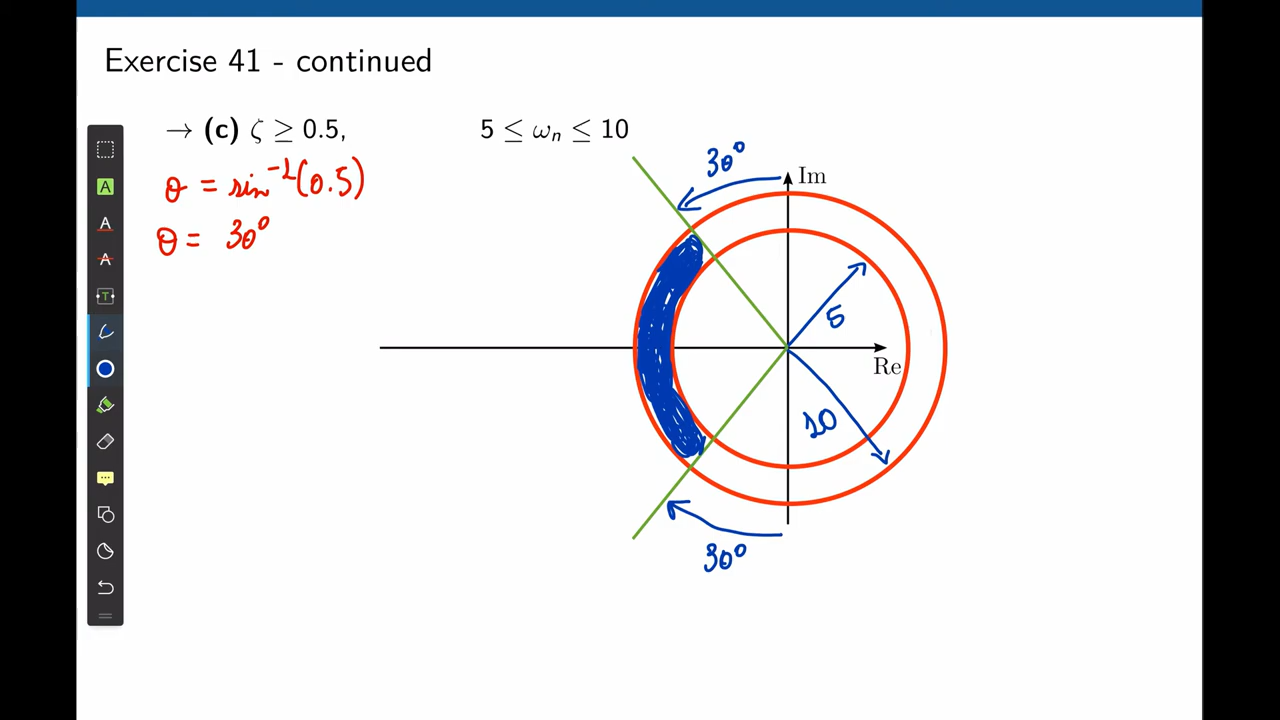 Exercise 41 - continued
→ (c) ζ ≥ 0.5, 5 ≤ ωn ≤ 10
θ = sin⁻¹(0.5)
θ = 30°
30°
Im
5
Re
10
30°
A
A
A
T